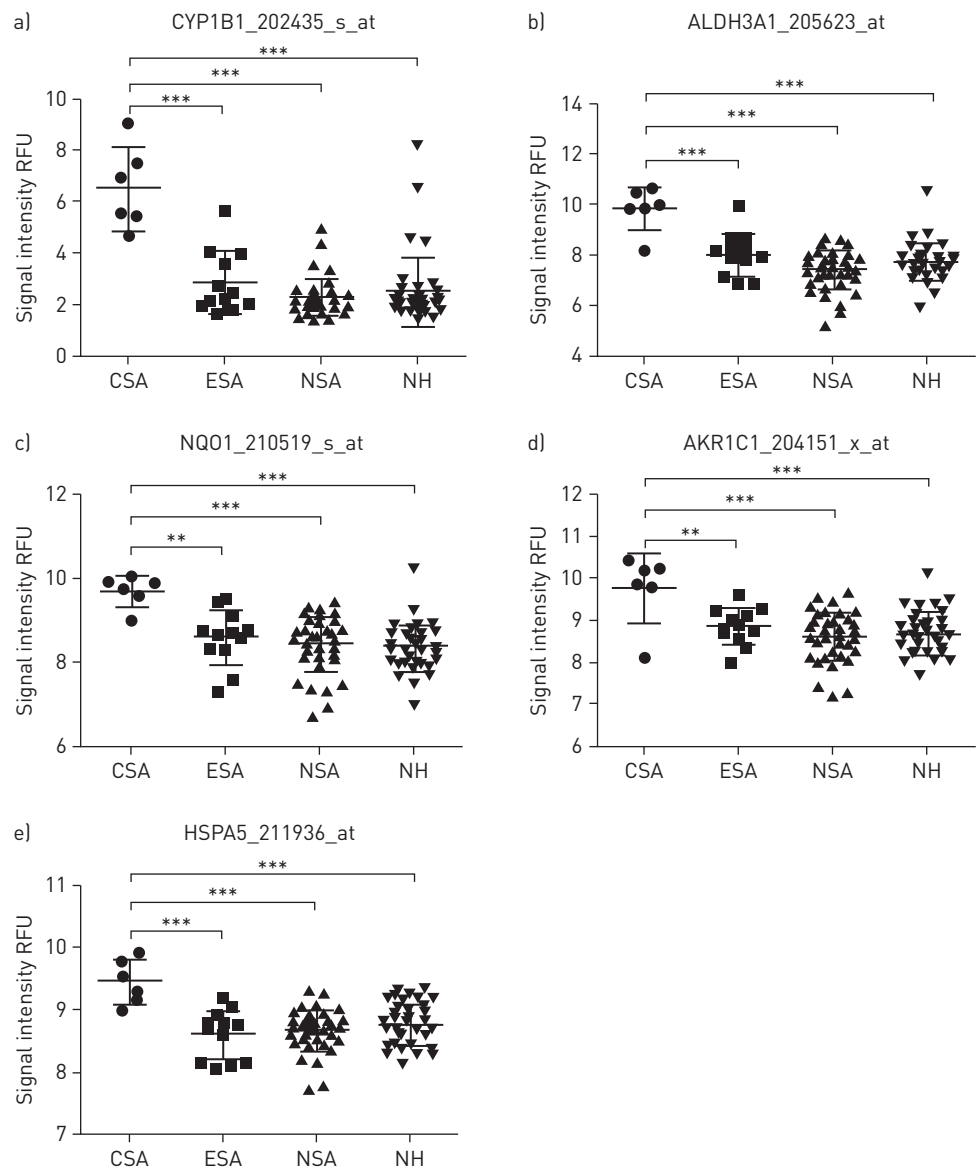 a) CYP1B1_202435_s_at
***
***
***
Signal intensity RFU
10
8
6
4
2
0
CSA ESA NSA NH
b) ALDH3A1_205623_at
***
***
***
Signal intensity RFU
14
12
10
8
6
4
CSA ESA NSA NH
c) NQO1_210519_s_at
***
***
**
Signal intensity RFU
12
10
8
6
CSA ESA NSA NH
d) AKR1C1_204151_x_at
***
***
**
Signal intensity RFU
12
11
10
9
8
7
6
CSA ESA NSA NH
e) HSPA5_211936_at
***
***
***
Signal intensity RFU
11
10
9
8
7
CSA ESA NSA NH